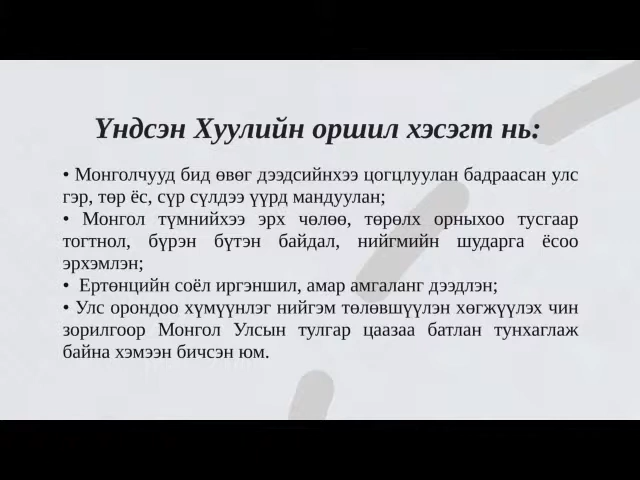 Үндсэн Хуулийн оршил хэсэгт нь:
• Монголчууд бид өвөг дээдсийнхээ цогцлуулан бадраасан улс
гэр, төр ёс, сүр сүлдээ үүрд мандуулан;
• Монгол түмнийхээ эрх чөлөө, төрөлх орныхоо тусгаар
тогтнол, бүрэн бүтэн байдал, нийгмийн шударга ёсоо
эрхэмлэн;
• Ертөнцийн соёл иргэншил, амар амгаланг дээдлэн;
• Улс орондоо хүмүүнлэг нийгэм төлөвшүүлэн хөгжүүлэх чин
зорилгоор Монгол Улсын тулгар цаазаа батлан тунхаглаж
байна хэмээн бичсэн юм.